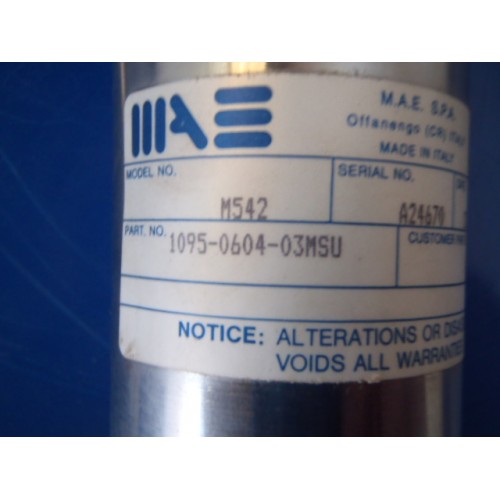 MAE
M.A.E. S.P.A.
Offanengo (CR) ITALY
MADE IN ITALY
MODEL NO.
SERIAL NO.
M542
A24670
PART. NO.
1095-0604-03MSU
CUSTOMER
NOTICE: ALTERATIONS OR
VOIDS ALL